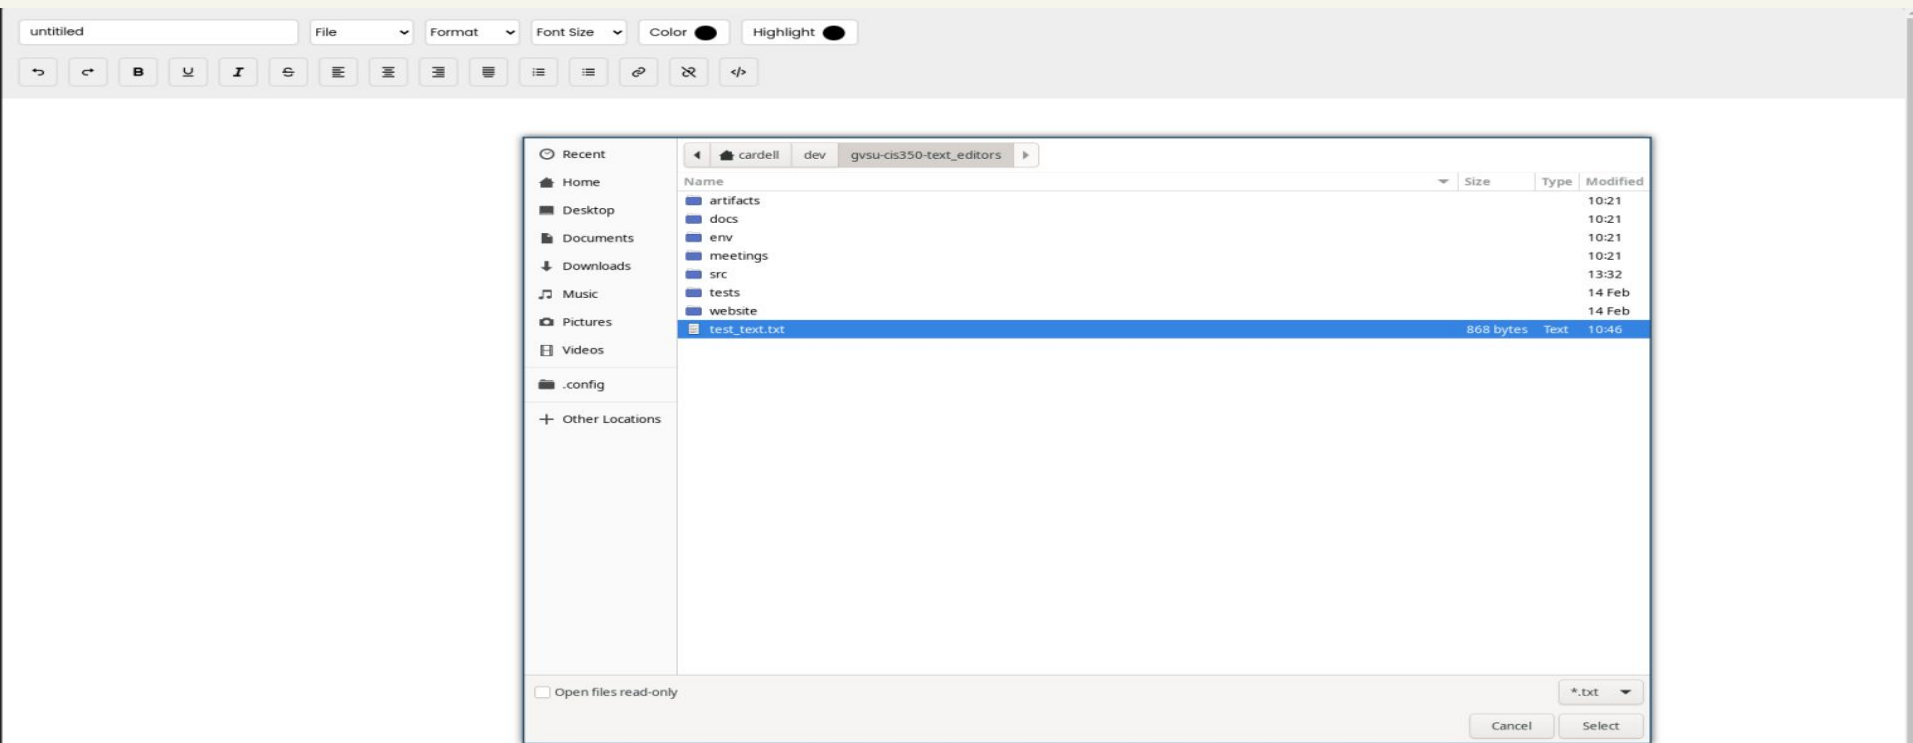 untitiled File Format Font Size Color Highlight
B U I S </>
cardell dev gvsu-cis350-text_editors
Recent
Home
Desktop
Documents
Downloads
Music
Pictures
Videos
.config
Other Locations
Name Size Type Modified
artifacts 10:21
docs 10:21
env 10:21
meetings 10:21
src 13:32
tests 14 Feb
website 14 Feb
test_text.txt 868 bytes Text 10:46
Open files read-only *.txt
Cancel Select